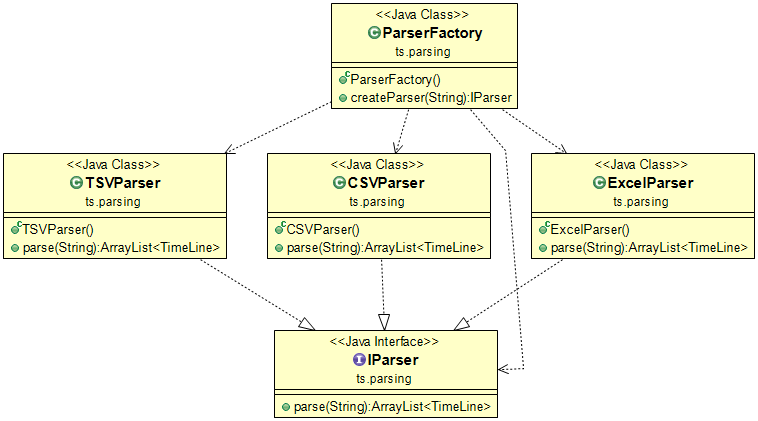 <<Java Class>>
ParserFactory
ts.parsing
ParserFactory()
createParser(String):IParser
<<Java Class>>
TSVParser
ts.parsing
TSVParser()
parse(String):ArrayList<TimeLine>
<<Java Class>>
CSVParser
ts.parsing
CSVParser()
parse(String):ArrayList<TimeLine>
<<Java Class>>
ExcelParser
ts.parsing
ExcelParser()
parse(String):ArrayList<TimeLine>
<<Java Interface>>
IParser
ts.parsing
parse(String):ArrayList<TimeLine>